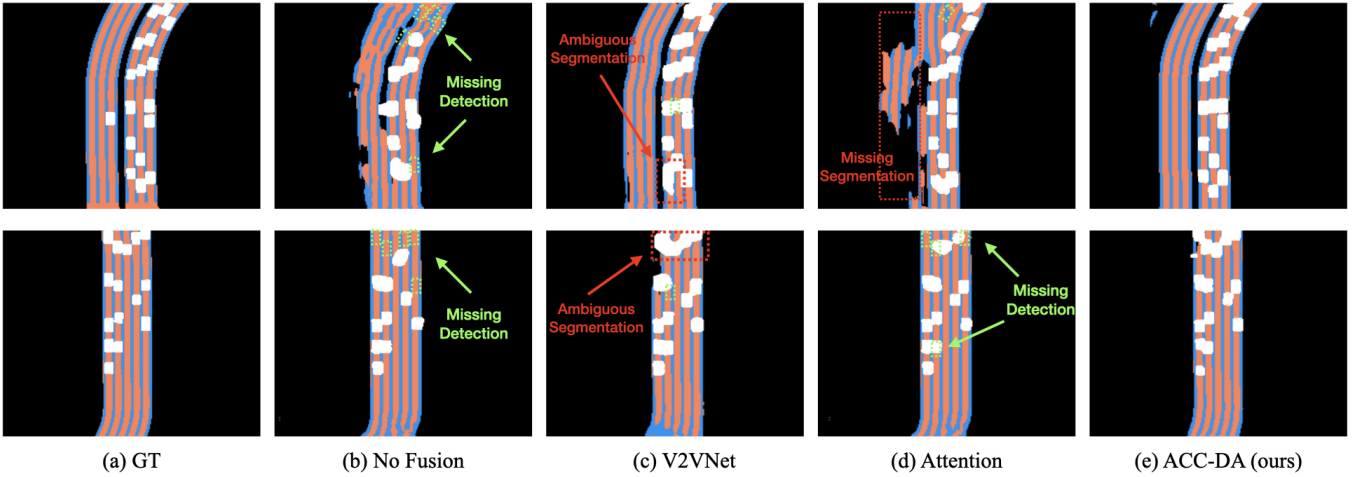 Missing
Detection
Ambiguous
Segmentation
Missing
Segmentation
Missing
Detection
Ambiguous
Segmentation
Missing
Detection
(a) GT
(b) No Fusion
(c) V2VNet
(d) Attention
(e) ACC-DA (ours)